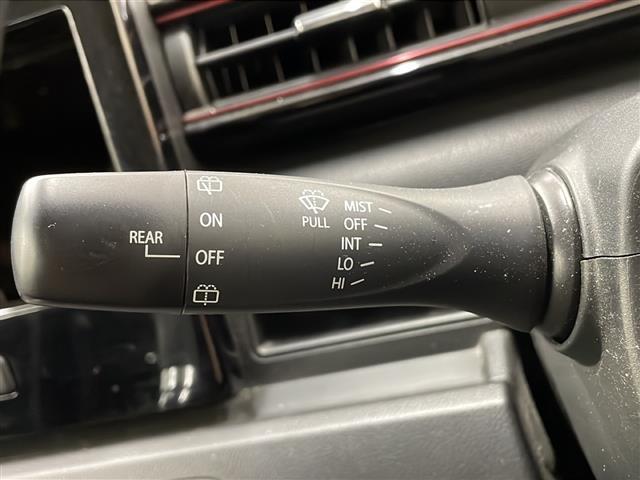 REAR
ON
OFF
PULL
MIST
OFF
INT
LO
HI